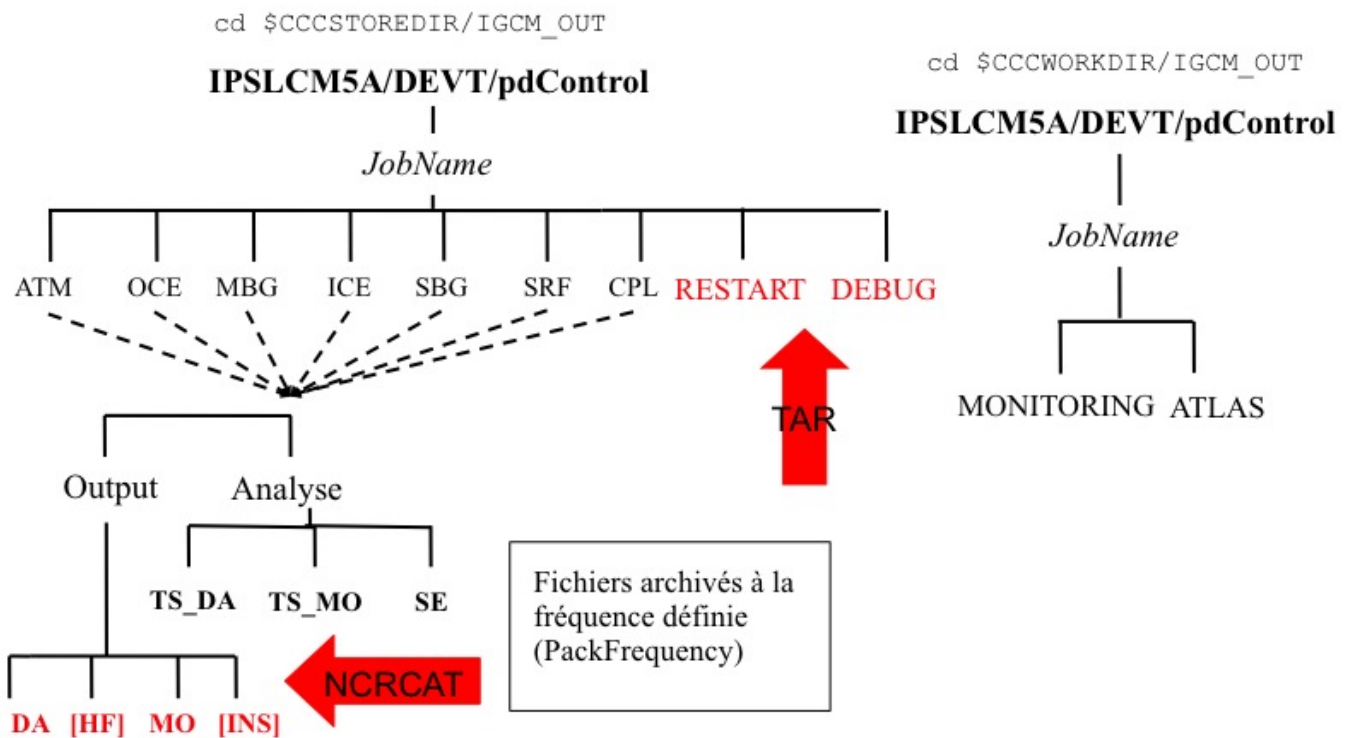 cd $CCCSTOREDIR/IGCM_OUT
IPSLCM5A/DEVT/pdControl
JobName
ATM OCE MBG ICE SBG SRF CPL RESTART DEBUG
cd $CCCWORKDIR/IGCM_OUT
IPSLCM5A/DEVT/pdControl
JobName
MONITORING ATLAS
TAR
Output Analyse
TS_DA TS_MO SE
Fichiers archivés à la
fréquence définie
(PackFrequency)
NCRCAT
DA [HF] MO [INS]